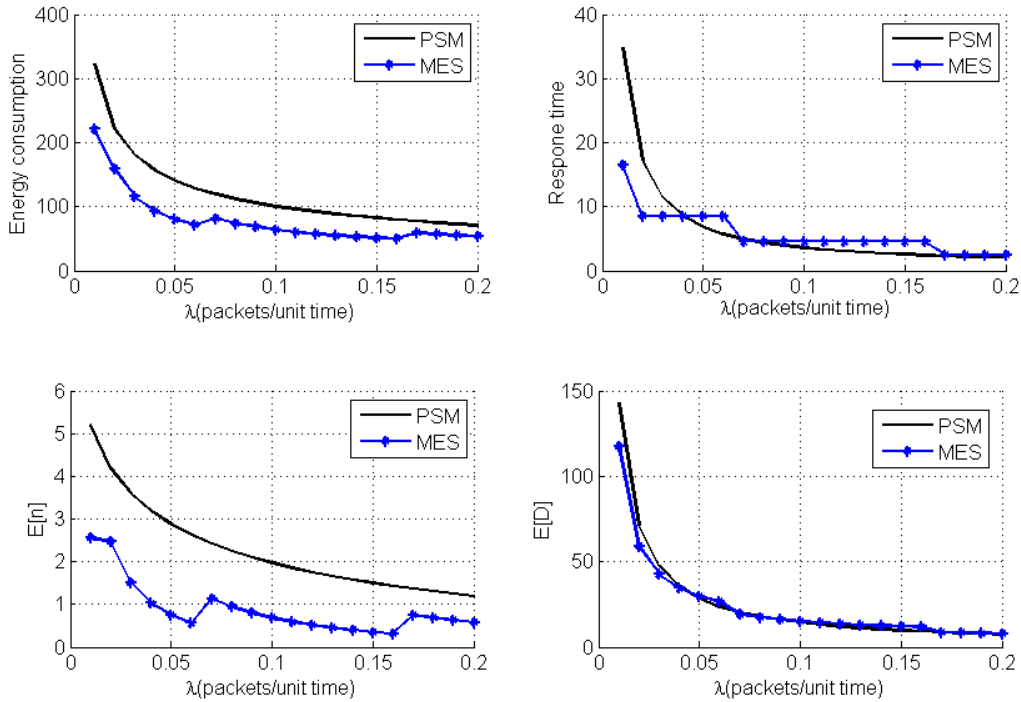 400
300
200
100
0
Energy consumption
PSM
MES
0
0.05
0.1
0.15
0.2
λ(packets/unit time)
40
30
20
10
0
Respone time
PSM
MES
0
0.05
0.1
0.15
0.2
λ(packets/unit time)
6
5
4
3
2
1
0
E[n]
PSM
MES
0
0.05
0.1
0.15
0.2
λ(packets/unit time)
150
100
50
0
E[D]
PSM
MES
0
0.05
0.1
0.15
0.2
λ(packets/unit time)